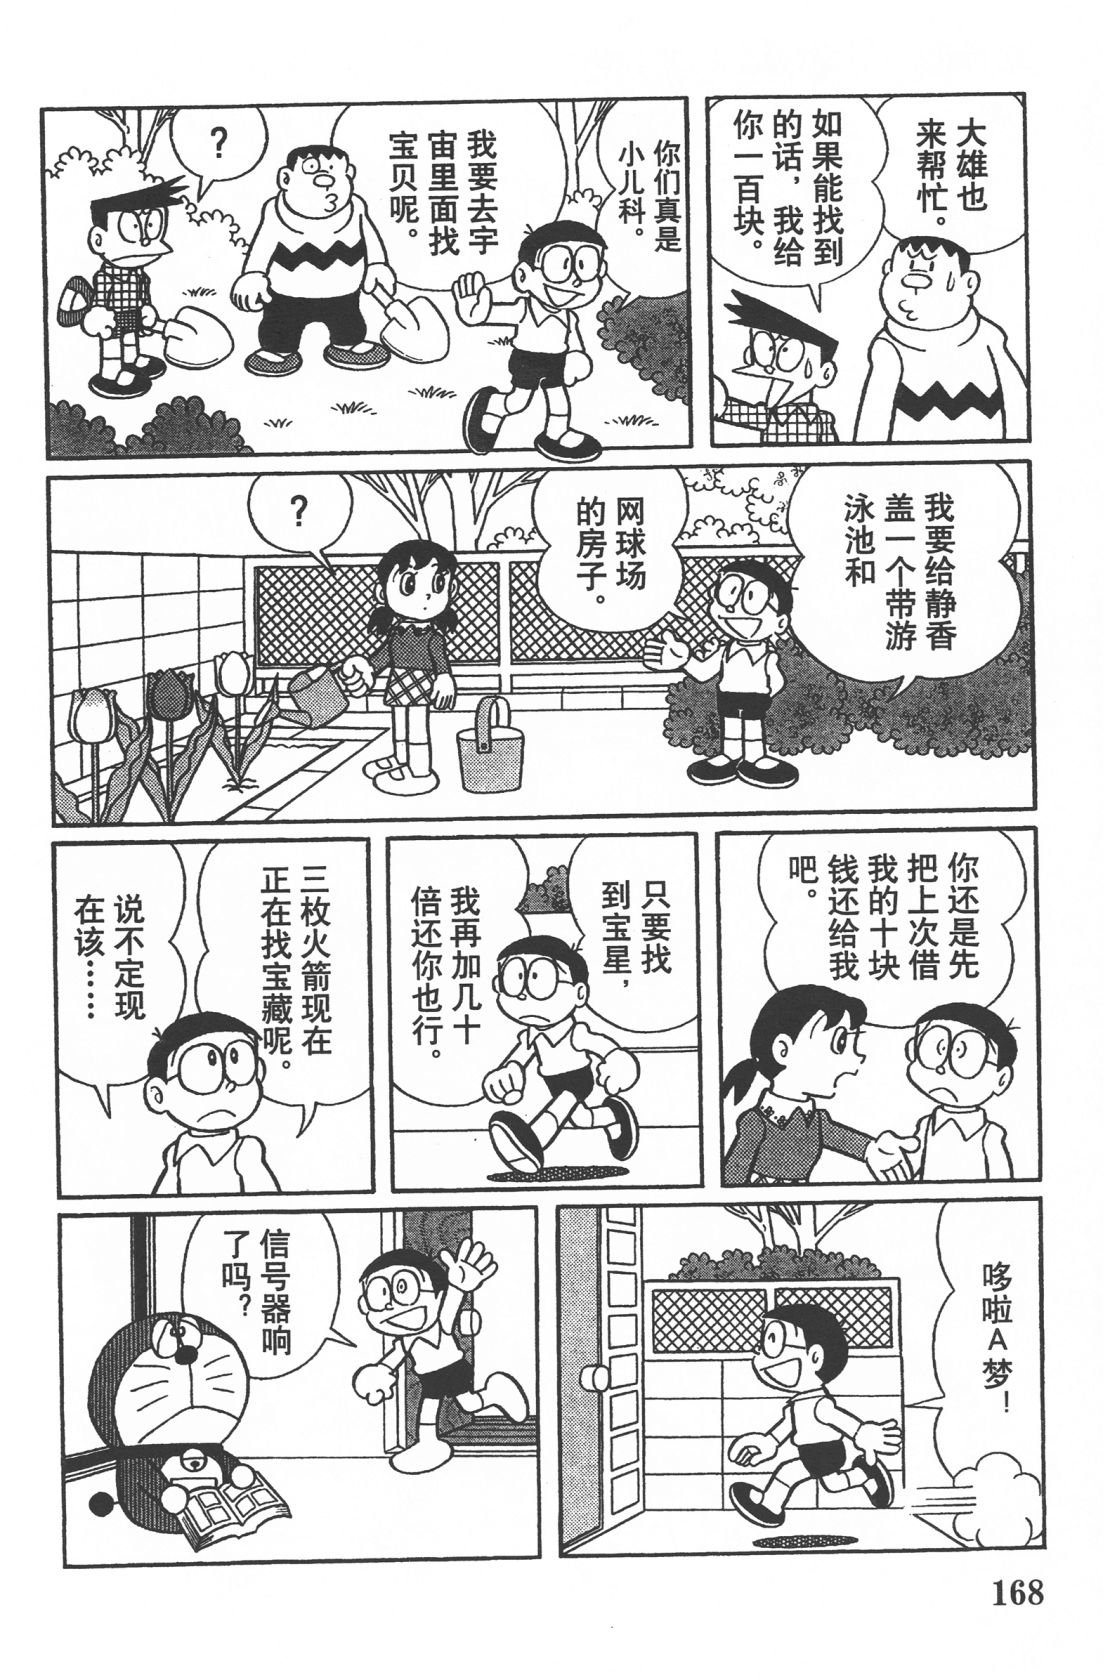 大雄也
来帮忙。
如果能找到
的话，我给
你一百块。
你们真是
小儿科。
我要去宇
宙里面找
宝贝呢。
？
我要给静香
盖一个带游
泳池和
网球场
的房子。
？
你还是先
把上次借
我的十块
钱还给我
吧。
只要找
到宝星，
我再加几十
倍还你也行。
三枚火箭现在
正在找宝藏呢。
说不定现
在该……
哆啦A梦！
信号器响
了吗？
168